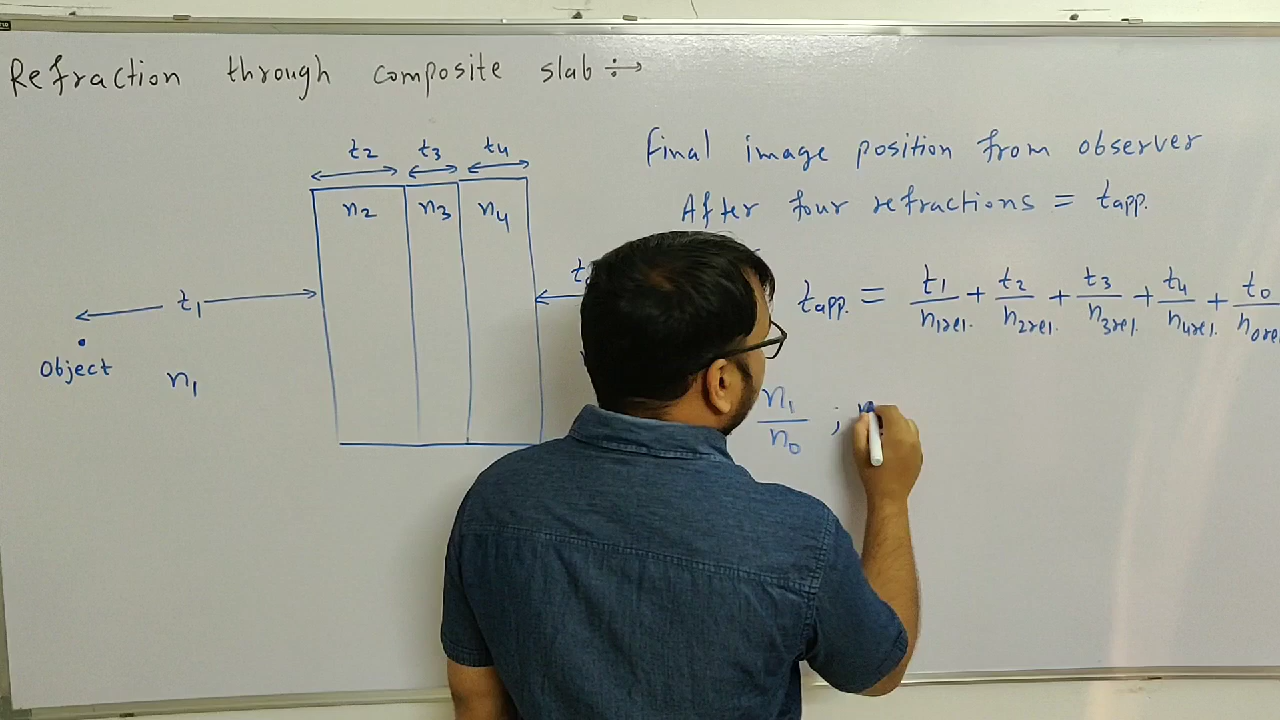 Refraction through composite slab ÷→
t2 t3 t4
Final image position from observer
n2 n3 n4
After four refractions = tapp.
t1
tapp. = t1/n1rel. + t2/n2rel. + t3/n3rel. + t4/n4rel. + t0/n0rel
Object
n1
n1/n0 ;